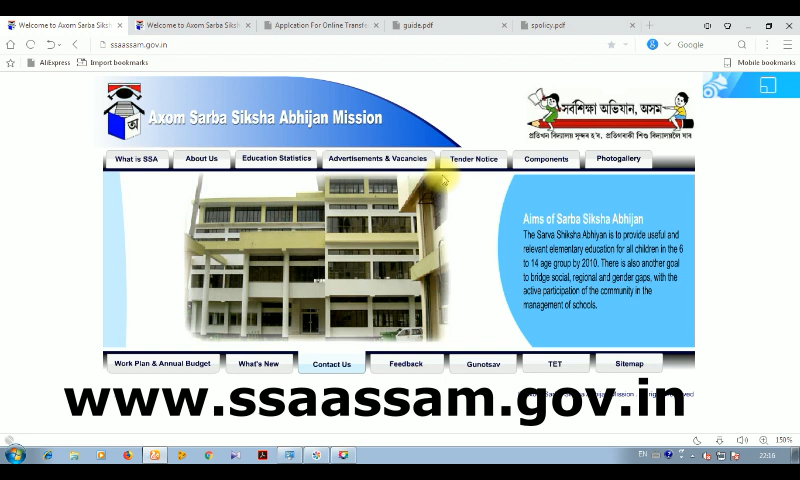 Welcome to Axom Sarba Siksh
Welcome to Axom Sarba Siksh
Application For Online Transfe
guide.pdf
spolicy.pdf
ssaassam.gov.in
Google
AliExpress
Import bookmarks
Mobile bookmarks
অ
Axom Sarba Siksha Abhijan Mission
সর্বশিক্ষা অভিযান, অসম
What is SSA
About Us
Education Statistics
Advertisements & Vacancies
Tender Notice
Components
Photogallery
Aims of Sarba Siksha Abhijan
The Sarva Shiksha Abhiyan is to provide useful and
relevant elementary education for all children in the 6
to 14 age group by 2010. There is also another goal
to bridge social, regional and gender gaps, with the
active participation of the community in the
management of schools.
Work Plan & Annual Budget
What's New
Contact Us
Feedback
Gunotsav
TET
Sitemap
www.ssaassam.gov.in
150%
EN
22:16